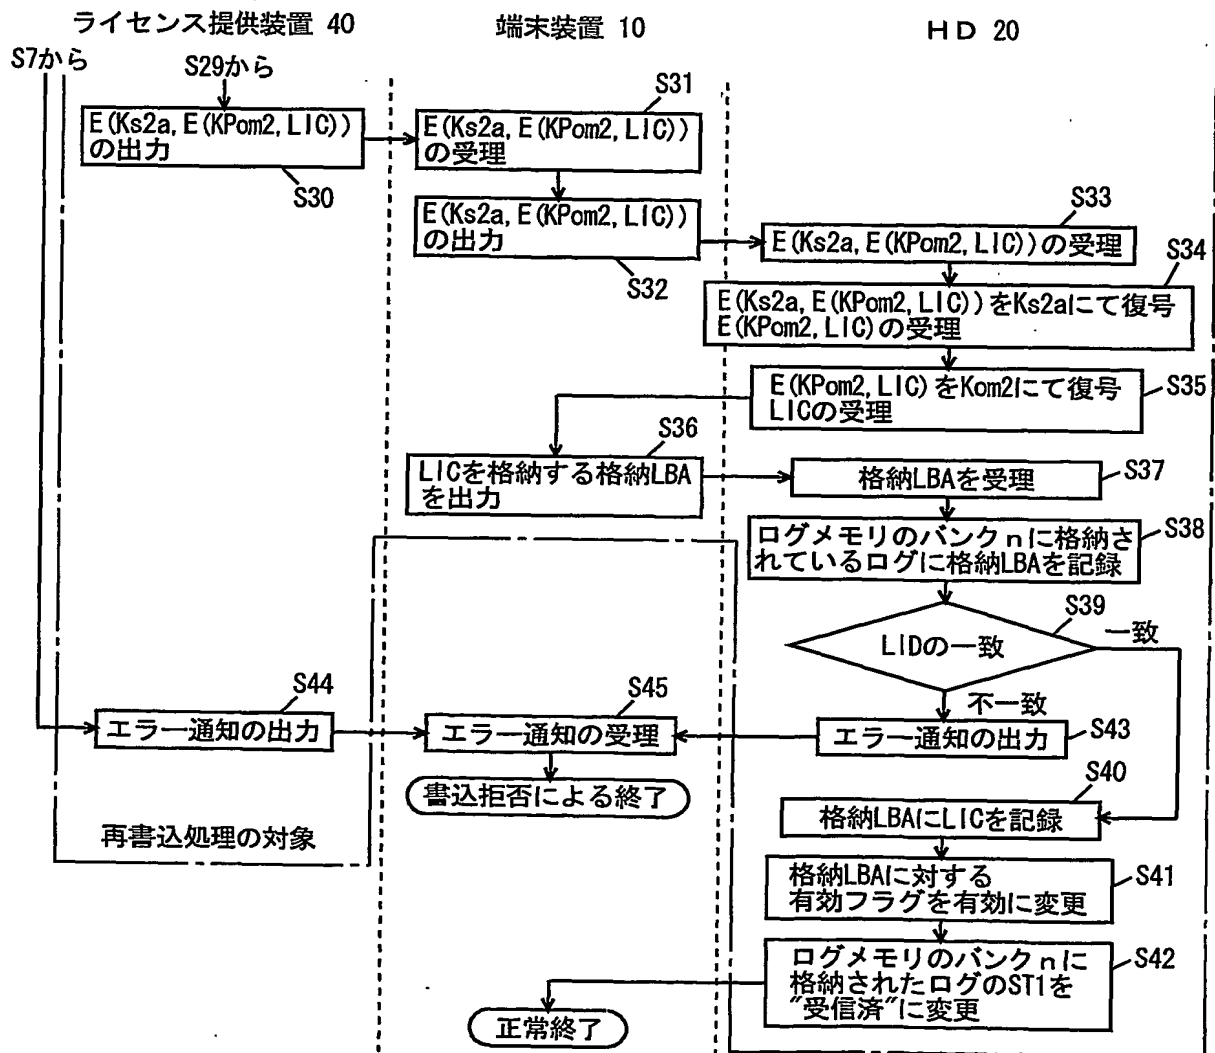 ライセンス提供装置 40
端末装置 10
HD 20
S7から
S29から
E(Ks2a, E(KPom2, LIC))
の出力
S30
S31
E(Ks2a, E(KPom2, LIC))
の受理
E(Ks2a, E(KPom2, LIC))
の出力
S32
S33
E(Ks2a, E(KPom2, LIC))の受理
S34
E(Ks2a, E(KPom2, LIC))をKs2aにて復号
E(KPom2, LIC)の受理
E(KPom2, LIC)をKom2にて復号
LICの受理
S35
S36
LICを格納する格納LBA
を出力
格納LBAを受理
S37
ログメモリのバンクnに格納さ
れているログに格納LBAを記録
S38
S39
LIDの一致
一致
不一致
S44
エラー通知の出力
S45
エラー通知の受理
エラー通知の出力
S43
書込拒否による終了
S40
格納LBAにLICを記録
再書込処理の対象
格納LBAに対する
有効フラグを有効に変更
S41
ログメモリのバンクnに
格納されたログのST1を
"受信済"に変更
S42
正常終了